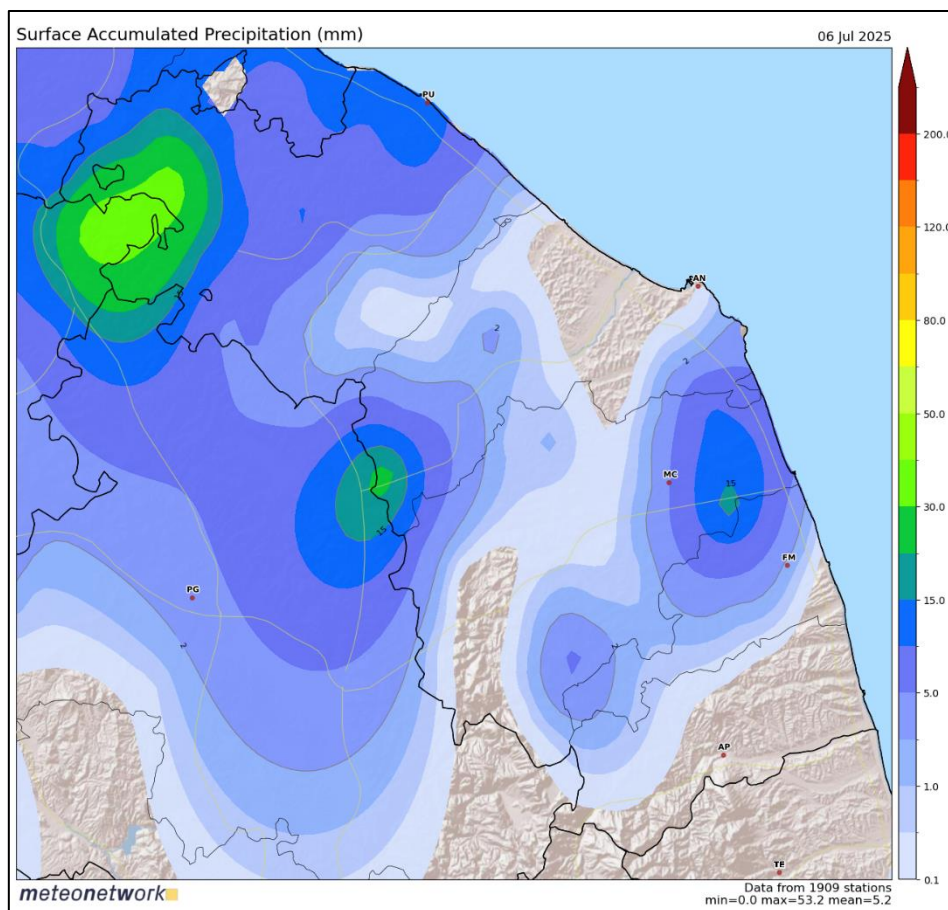 Surface Accumulated Precipitation (mm)
06 Jul 2025
PU
200.0
120.0
AN
2
2
80.0
50.0
MC
15
30.0
15
FM
15.0
PG
2
2
5.0
AP
1.0
TE
0.1
meteonetwork
Data from 1909 stations
min=0.0 max=53.2 mean=5.2